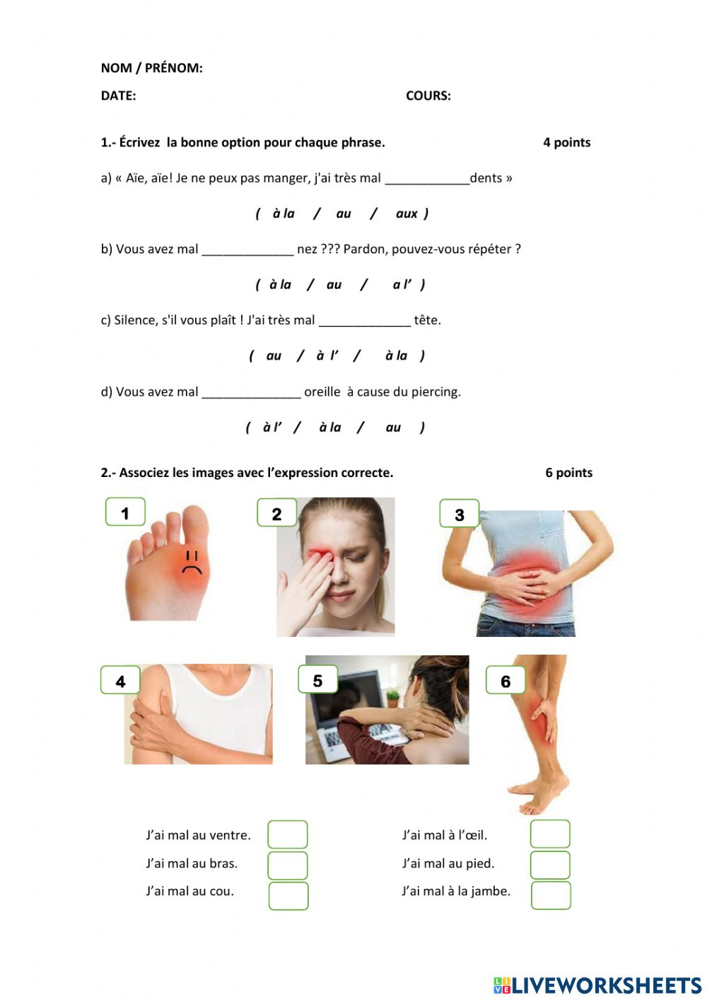 NOM / PRÉNOM:
DATE: COURS:
1.- Écrivez la bonne option pour chaque phrase. 4 points
a) « Aïe, aïe! Je ne peux pas manger, j'ai très mal ____________dents »
( à la / au / aux )
b) Vous avez mal _____________ nez ??? Pardon, pouvez-vous répéter ?
( à la / au / a l’ )
c) Silence, s'il vous plaît ! J'ai très mal _____________ tête.
( au / à l’ / à la )
d) Vous avez mal ______________ oreille à cause du piercing.
( à l’ / à la / au )
2.- Associez les images avec l’expression correcte. 6 points
1 2 3
4 5 6
J’ai mal au ventre. J’ai mal à l’œil.
J’ai mal au bras. J’ai mal au pied.
J’ai mal au cou. J’ai mal à la jambe.
LIVE LIVEWORKSHEETS